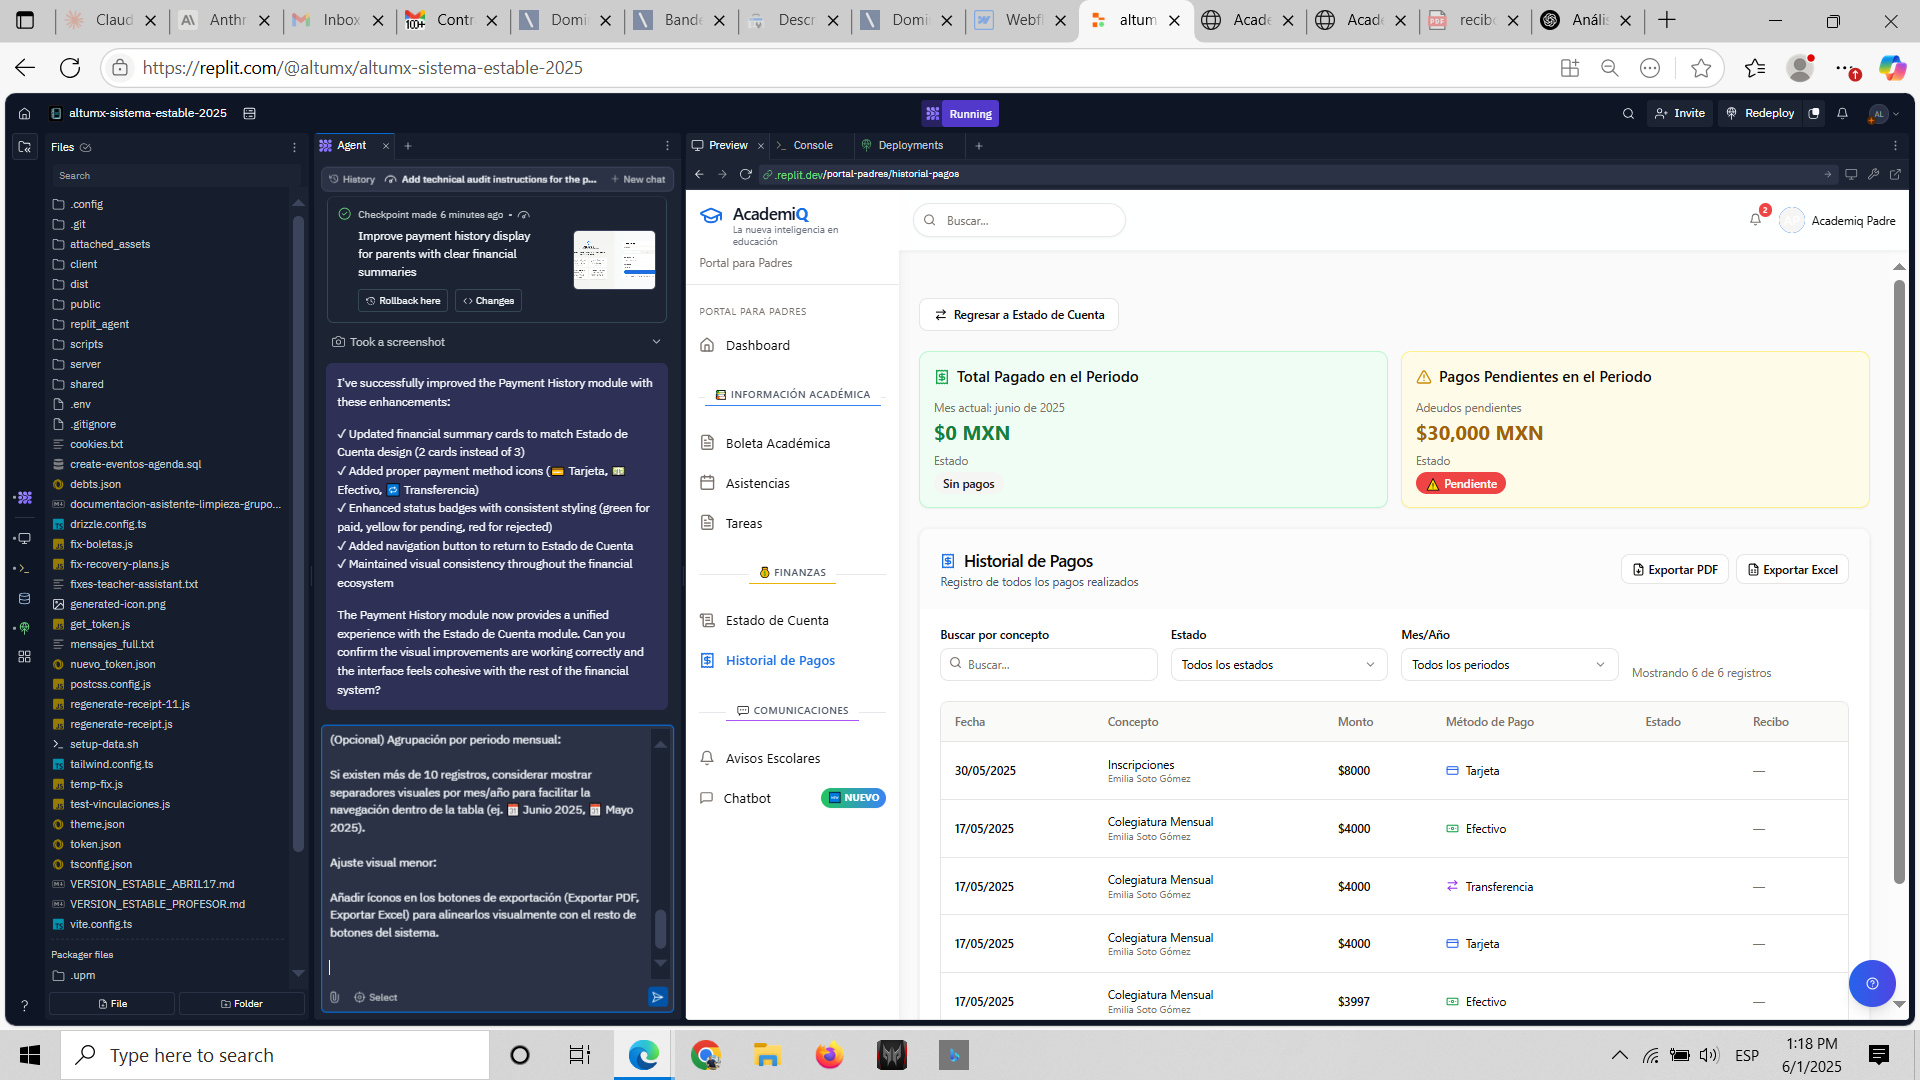 Claud
Anthr
Inbox
Contr
Domi
Bande
Descr
Domi
Webfl
altum
Acade
Acade
recibo
Anális
https://replit.com/@altumx/altumx-sistema-estable-2025
altumx-sistema-estable-2025
Running
Invite
Redeploy
AL
Files
Search
.config
.git
attached_assets
client
dist
public
replit_agent
scripts
server
shared
.env
.gitignore
cookies.txt
create-eventos-agenda.sql
debts.json
documentacion-asistente-limpieza-grupo...
drizzle.config.ts
fix-boletas.js
fix-recovery-plans.js
fixes-teacher-assistant.txt
generated-icon.png
get_token.js
mensajes_full.txt
nuevo_token.json
postcss.config.js
regenerate-receipt-11.js
regenerate-receipt.js
setup-data.sh
tailwind.config.ts
temp-fix.js
test-vinculaciones.js
theme.json
token.json
tsconfig.json
VERSION_ESTABLE_ABRIL17.md
VERSION_ESTABLE_PROFESOR.md
vite.config.ts
Packager files
.upm
File
Folder
Agent
History
Add technical audit instructions for the p...
New chat
Checkpoint made 6 minutes ago •
Improve payment history display
for parents with clear financial
summaries
Rollback here
Changes
Took a screenshot
I've successfully improved the Payment History module with
these enhancements:
✓ Updated financial summary cards to match Estado de
Cuenta design (2 cards instead of 3)
✓ Added proper payment method icons (💳 Tarjeta, 💵
Efectivo, 🔁 Transferencia)
✓ Enhanced status badges with consistent styling (green for
paid, yellow for pending, red for rejected)
✓ Added navigation button to return to Estado de Cuenta
✓ Maintained visual consistency throughout the financial
ecosystem
The Payment History module now provides a unified
experience with the Estado de Cuenta module. Can you
confirm the visual improvements are working correctly and
the interface feels cohesive with the rest of the financial
system?
(Opcional) Agrupación por periodo mensual:
Si existen más de 10 registros, considerar mostrar
separadores visuales por mes/año para facilitar la
navegación dentro de la tabla (ej. 📅 Junio 2025, 📅 Mayo
2025).
Ajuste visual menor:
Añadir íconos en los botones de exportación (Exportar PDF,
Exportar Excel) para alinearlos visualmente con el resto de
botones del sistema.
Select
Preview
Console
Deployments
.replit.dev/portal-padres/historial-pagos
AcademiQ
La nueva inteligencia en
educación
Portal para Padres
PORTAL PARA PADRES
Dashboard
INFORMACIÓN ACADÉMICA
Boleta Académica
Asistencias
Tareas
FINANZAS
Estado de Cuenta
Historial de Pagos
COMUNICACIONES
Avisos Escolares
Chatbot
NUEVO
Buscar...
2
Academiq Padre
Regresar a Estado de Cuenta
Total Pagado en el Periodo
Mes actual: junio de 2025
$0 MXN
Estado
Sin pagos
Pagos Pendientes en el Periodo
Adeudos pendientes
$30,000 MXN
Estado
Pendiente
Historial de Pagos
Registro de todos los pagos realizados
Exportar PDF
Exportar Excel
Buscar por concepto
Estado
Mes/Año
Buscar...
Todos los estados
Todos los periodos
Mostrando 6 de 6 registros
Fecha Concepto Monto Método de Pago Estado Recibo
30/05/2025 Inscripciones $8000 Tarjeta —
Emilia Soto Gómez
17/05/2025 Colegiatura Mensual $4000 Efectivo —
Emilia Soto Gómez
17/05/2025 Colegiatura Mensual $4000 Transferencia —
Emilia Soto Gómez
17/05/2025 Colegiatura Mensual $4000 Tarjeta —
Emilia Soto Gómez
17/05/2025 Colegiatura Mensual $3997 Efectivo —
Emilia Soto Gómez
Type here to search
ESP
1:18 PM
6/1/2025